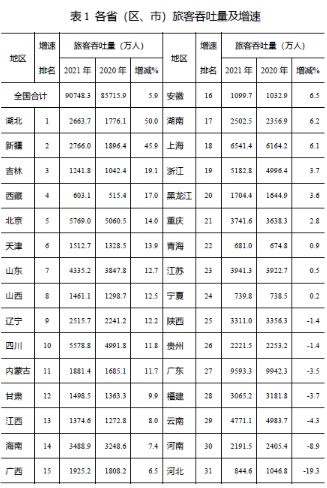 表 1 各省（区、市）旅客吞吐量及增速
地区 增速排名 旅客吞吐量（万人） 地区 增速排名 旅客吞吐量（万人）
2021 年 2020 年 增减% 2021 年 2020 年 增减%
全国合计 90748.3 85715.9 5.9 安徽 16 1099.7 1032.9 6.5
湖北 1 2663.7 1776.1 50.0 湖南 17 2502.5 2356.9 6.2
新疆 2 2766.0 1896.4 45.9 上海 18 6541.4 6164.2 6.1
吉林 3 1241.8 1042.4 19.1 浙江 19 5182.8 4996.4 3.7
西藏 4 603.1 515.4 17.0 黑龙江 20 1704.4 1644.9 3.6
北京 5 5769.0 5060.5 14.0 重庆 21 3741.6 3638.3 2.8
天津 6 1512.7 1328.5 13.9 青海 22 681.0 674.8 0.9
山东 7 4335.2 3847.8 12.7 江苏 23 3941.3 3922.7 0.5
山西 8 1461.1 1298.7 12.5 宁夏 24 739.8 738.5 0.2
辽宁 9 2515.7 2241.2 12.2 陕西 25 3311.0 3356.3 -1.4
四川 10 5578.8 4991.8 11.8 贵州 26 2221.5 2253.2 -1.4
内蒙古 11 1881.4 1685.1 11.7 广东 27 9593.3 9942.3 -3.5
甘肃 12 1498.5 1363.3 9.9 福建 28 3065.2 3181.8 -3.7
江西 13 1374.6 1272.8 8.0 云南 29 4771.1 4983.7 -4.3
海南 14 3488.9 3248.6 7.4 河南 30 2191.5 2405.4 -8.9
广西 15 1925.2 1808.2 6.5 河北 31 844.6 1046.8 -19.3